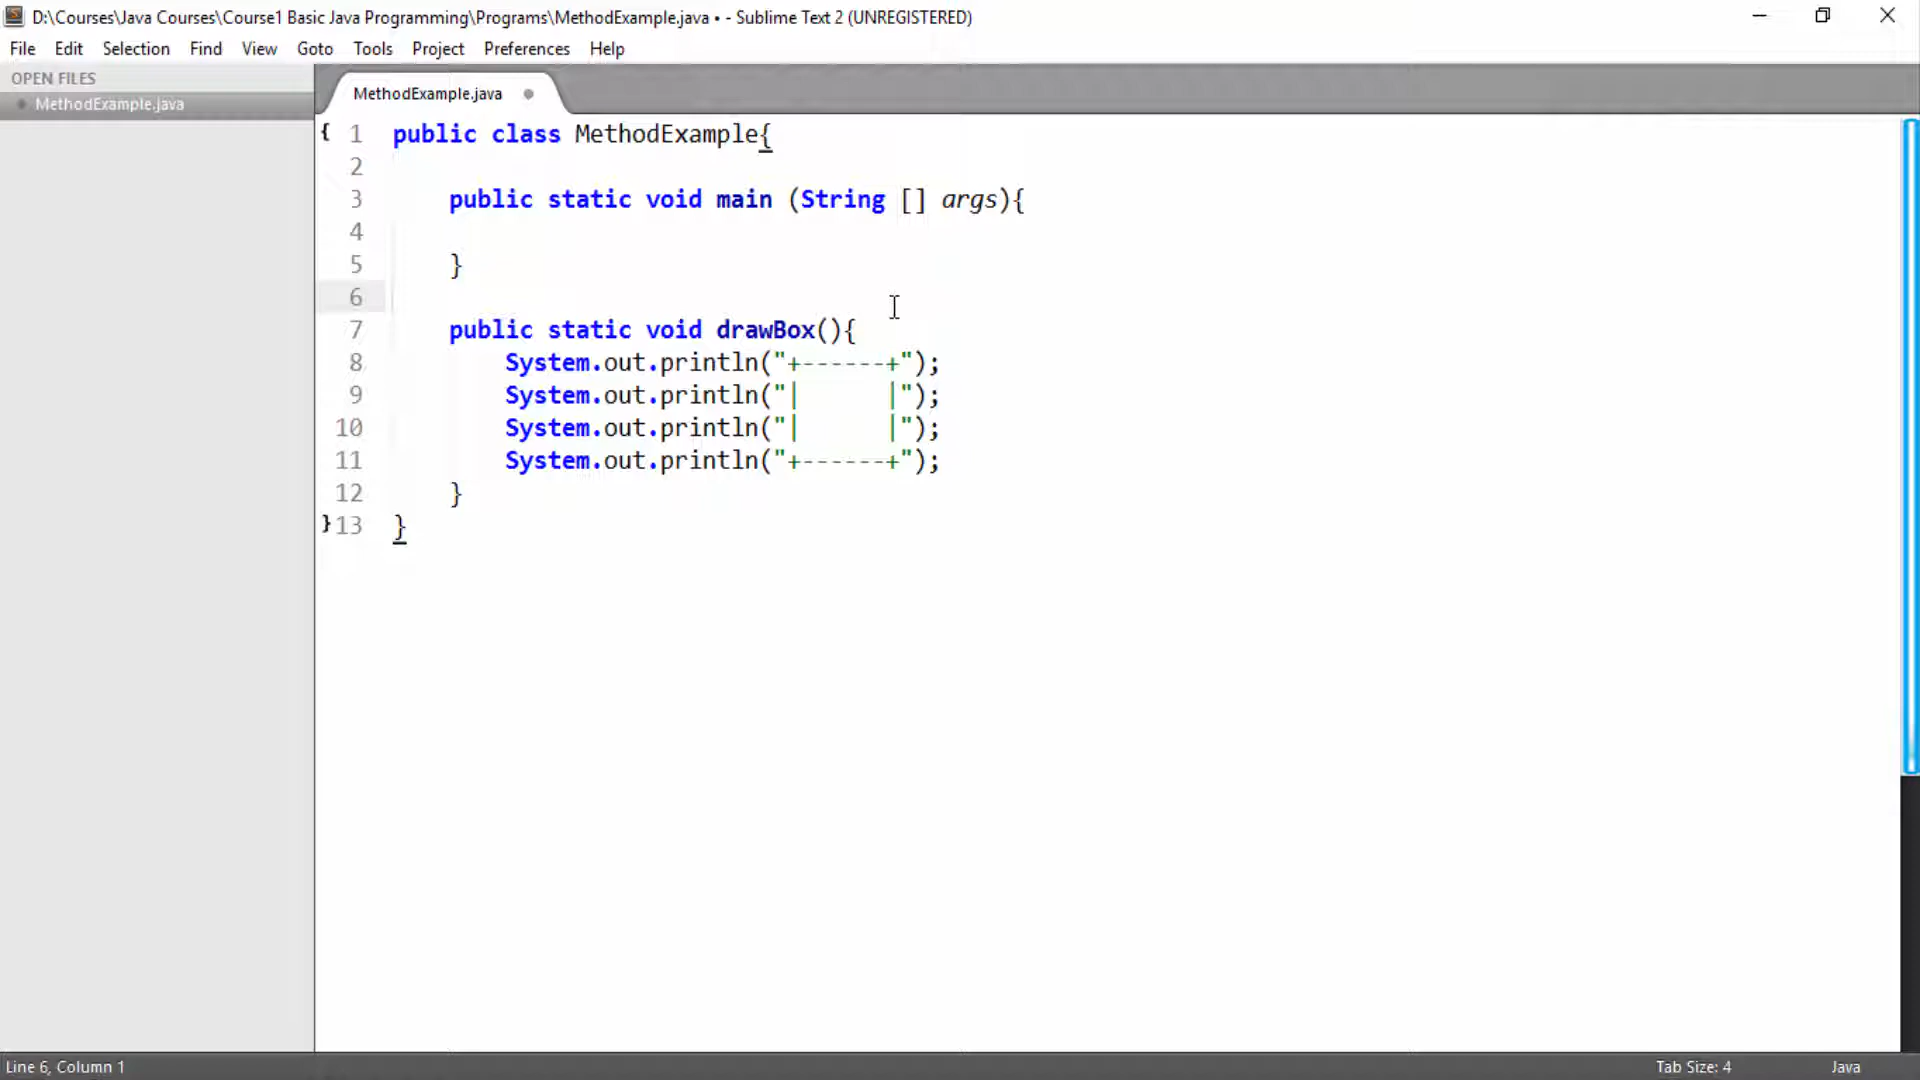 D:\Courses\Java Courses\Course1 Basic Java Programming\Programs\MethodExample.java • - Sublime Text 2 (UNREGISTERED)
File Edit Selection Find View Goto Tools Project Preferences Help
OPEN FILES
MethodExample.java
MethodExample.java
{ 1 public class MethodExample{
2
3     public static void main (String [] args){
4
5     }
6
7     public static void drawBox(){
8         System.out.println("+------+");
9         System.out.println("|      |");
10         System.out.println("|      |");
11         System.out.println("+------+");
12     }
} 13 }
Line 6, Column 1
Tab Size: 4
Java